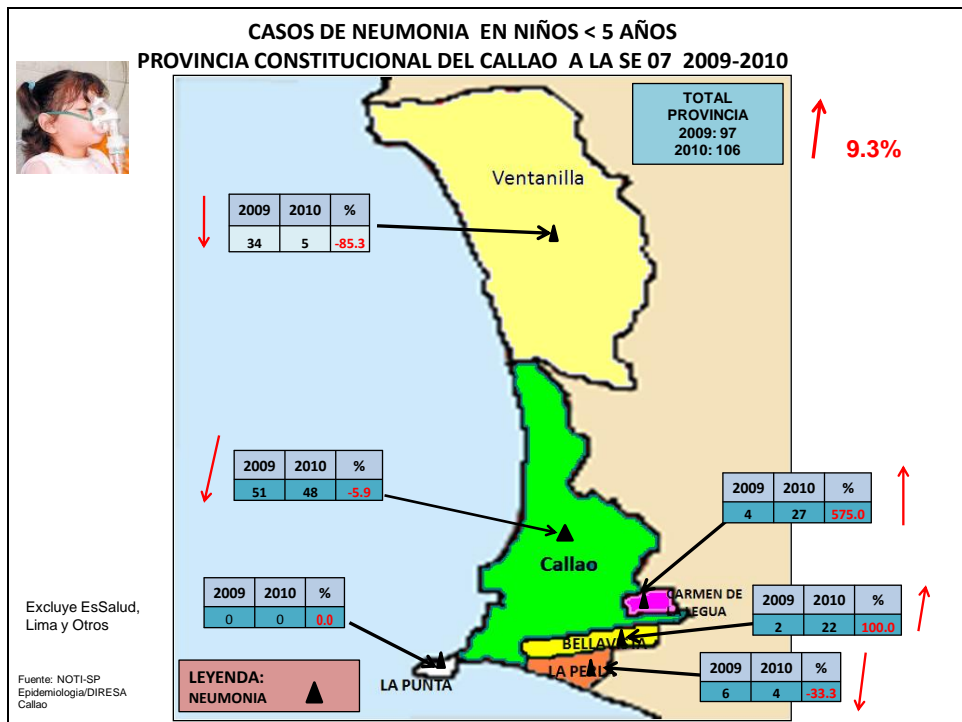 CASOS DE NEUMONIA EN NIÑOS < 5 AÑOS
PROVINCIA CONSTITUCIONAL DEL CALLAO A LA SE 07 2009-2010
TOTAL
PROVINCIA
2009: 97
2010: 106
9.3%
Ventanilla
2009 2010 %
34 5 -85.3
2009 2010 %
51 48 -5.9
2009 2010 %
4 27 575.0
Callao
CARMEN DE
LEGUA
2009 2010 %
0 0 0.0
2009 2010 %
2 22 100.0
BELLAVISTA
LA PERLA
2009 2010 %
6 4 -33.3
LA PUNTA
Excluye EsSalud,
Lima y Otros
LEYENDA:
NEUMONIA
Fuente: NOTI-SP
Epidemiologia/DIRESA
Callao